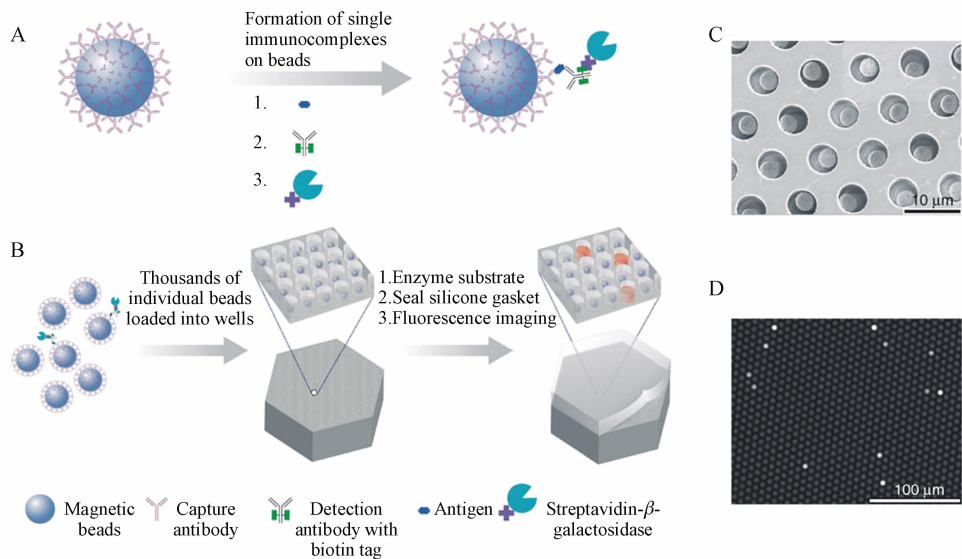 A
Formation of single
immunocomplexes
on beads
1.
2.
3.
C
10 μm
B
Thousands of
individual beads
loaded into wells
1.Enzyme substrate
2.Seal silicone gasket
3.Fluorescence imaging
D
100 μm
Magnetic
beads
Capture
antibody
Detection
antibody with
biotin tag
Antigen
Streptavidin-β-
galactosidase